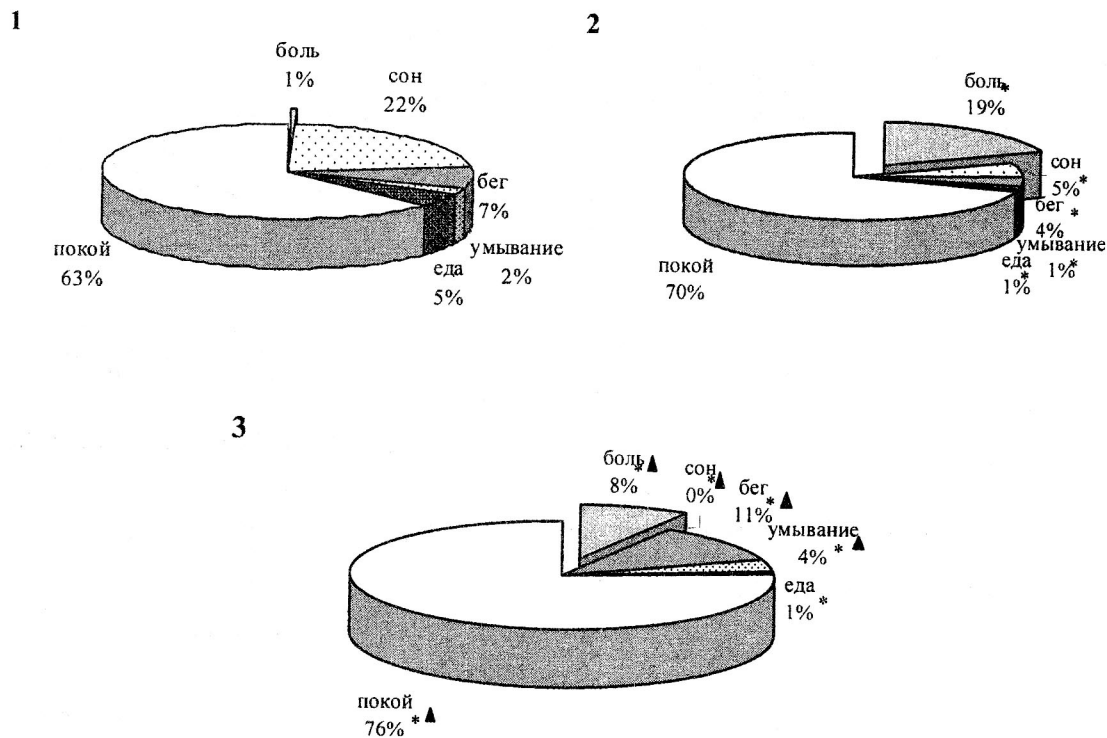 1
боль
1%
сон
22%
бег
7%
умывание
2%
еда
5%
покой
63%
2
боль*
19%
сон
5%*
бег*
4%
умывание
1%*
еда*
1%
покой
70%
3
боль*▲
8%
сон*▲
0%
бег*▲
11%
умывание
4% *▲
еда*
1%
покой
76% *▲